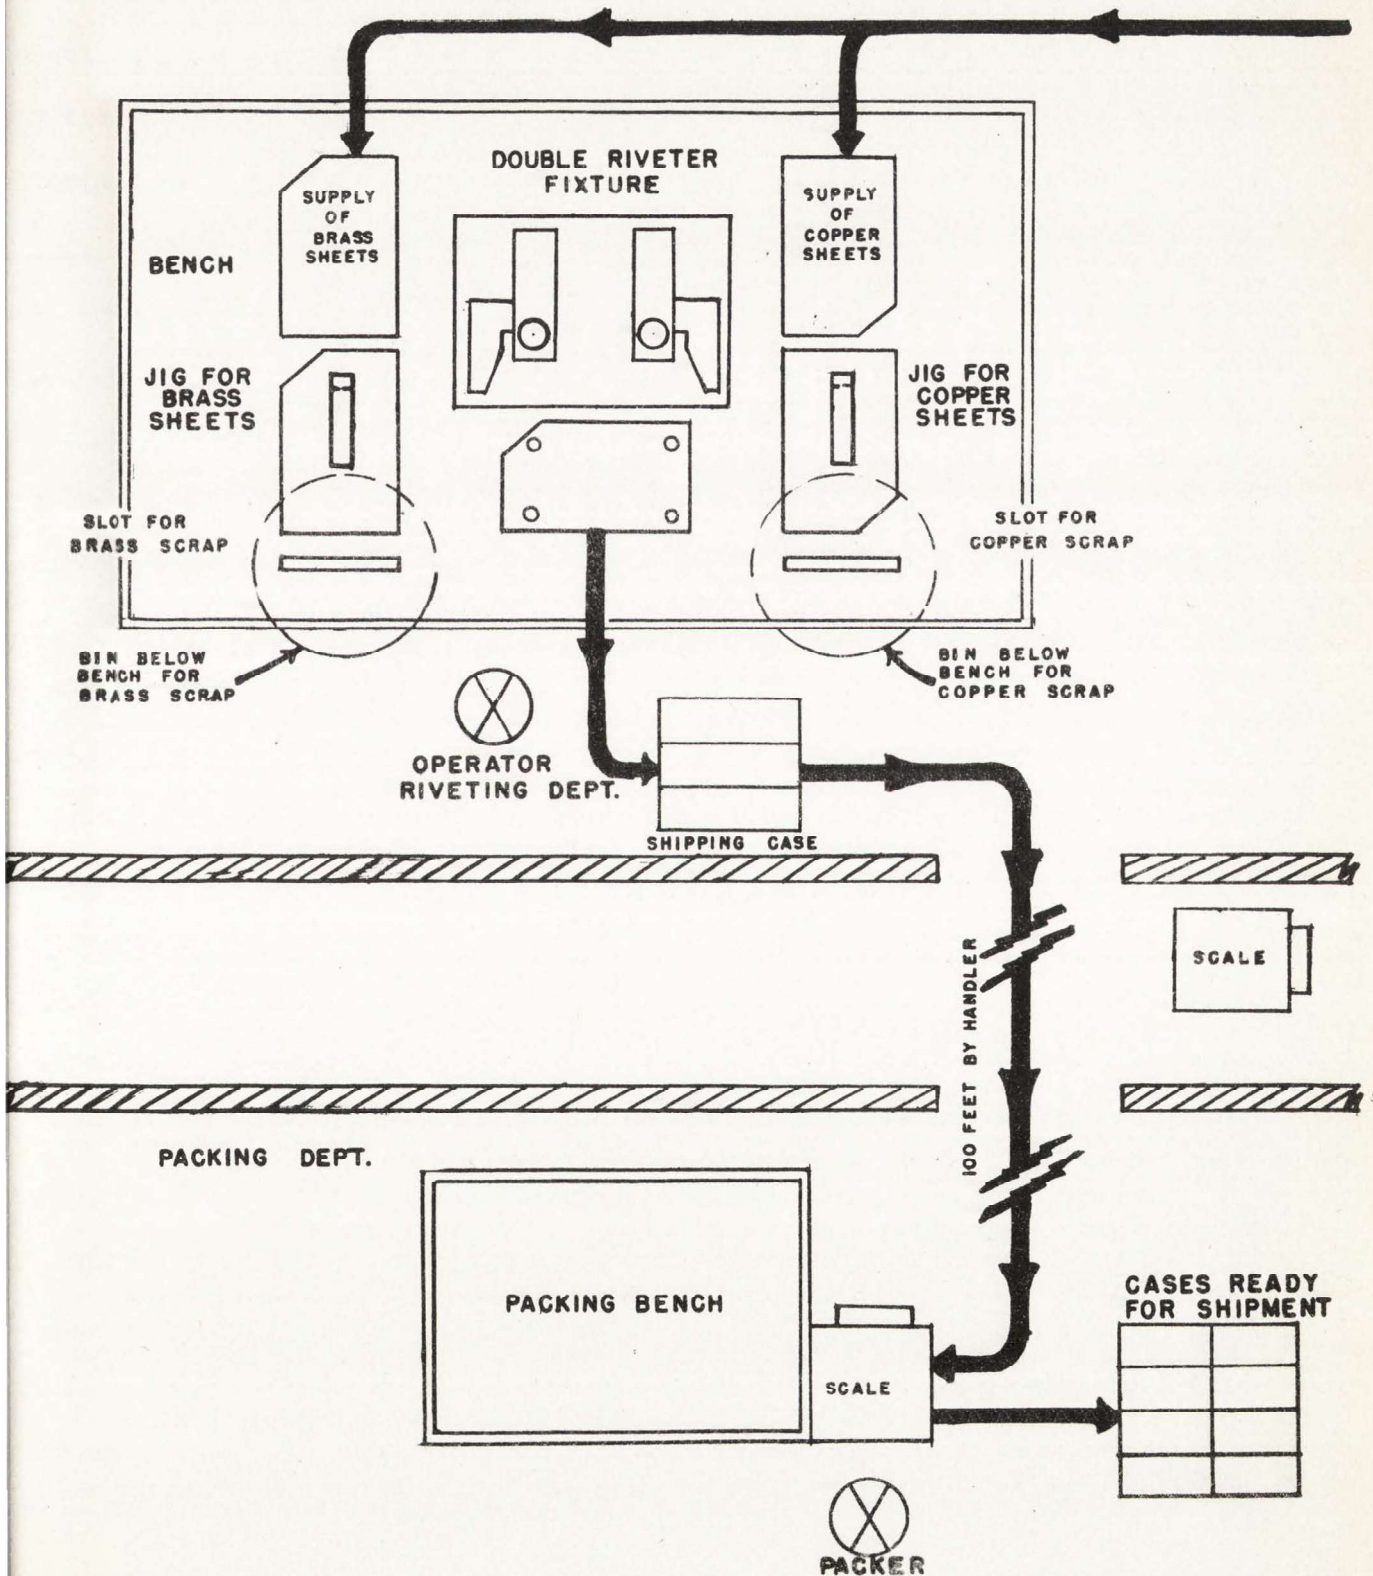 DOUBLE RIVETER
FIXTURE
SUPPLY
OF
BRASS
SHEETS
SUPPLY
OF
COPPER
SHEETS
BENCH
JIG FOR
BRASS
SHEETS
JIG FOR
COPPER
SHEETS
SLOT FOR
BRASS SCRAP
SLOT FOR
COPPER SCRAP
BIN BELOW
BENCH FOR
BRASS SCRAP
BIN BELOW
BENCH FOR
COPPER SCRAP
OPERATOR
RIVETING DEPT.
SHIPPING CASE
100 FEET BY HANDLER
SCALE
PACKING DEPT.
PACKING BENCH
SCALE
CASES READY
FOR SHIPMENT
PACKER